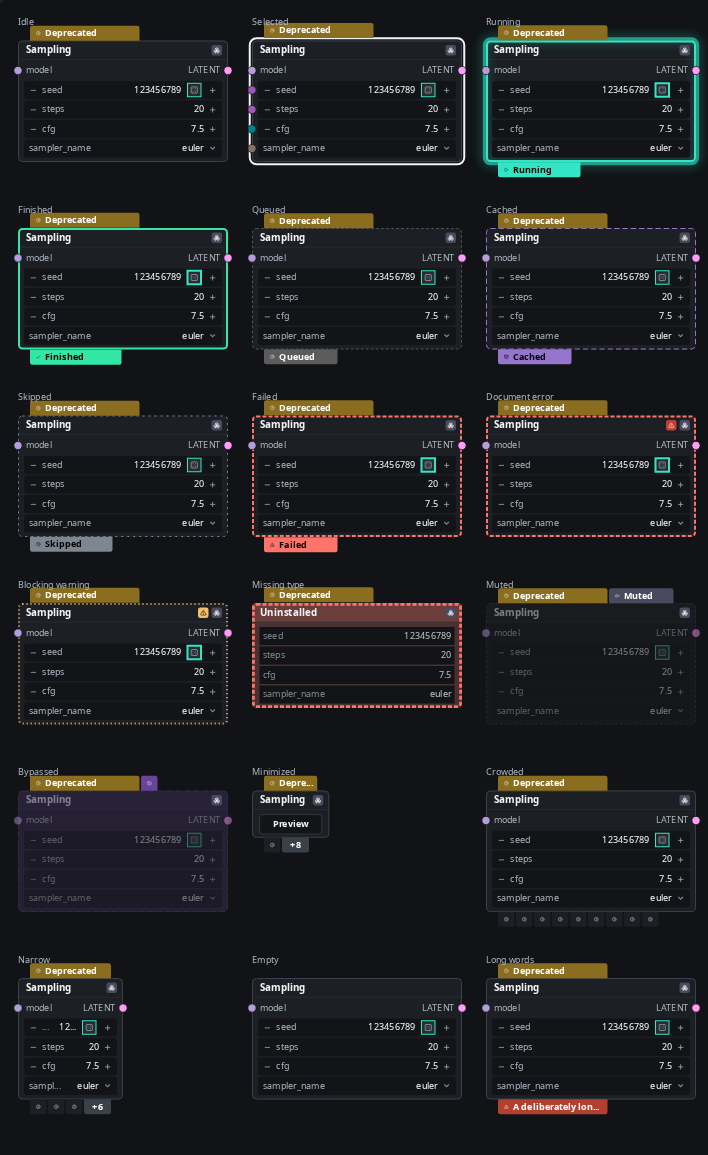 Idle
Deprecated
Sampling
model LATENT
− seed 123456789 +
− steps 20 +
− cfg 7.5 +
sampler_name euler
Selected
Deprecated
Sampling
model LATENT
− seed 123456789 +
− steps 20 +
− cfg 7.5 +
sampler_name euler
Running
Deprecated
Sampling
model LATENT
− seed 123456789 +
− steps 20 +
− cfg 7.5 +
sampler_name euler
Running
Finished
Deprecated
Sampling
model LATENT
− seed 123456789 +
− steps 20 +
− cfg 7.5 +
sampler_name euler
Finished
Queued
Deprecated
Sampling
model LATENT
− seed 123456789 +
− steps 20 +
− cfg 7.5 +
sampler_name euler
Queued
Cached
Deprecated
Sampling
model LATENT
− seed 123456789 +
− steps 20 +
− cfg 7.5 +
sampler_name euler
Cached
Skipped
Deprecated
Sampling
model LATENT
− seed 123456789 +
− steps 20 +
− cfg 7.5 +
sampler_name euler
Skipped
Failed
Deprecated
Sampling
model LATENT
− seed 123456789 +
− steps 20 +
− cfg 7.5 +
sampler_name euler
Failed
Document error
Deprecated
Sampling
model LATENT
− seed 123456789 +
− steps 20 +
− cfg 7.5 +
sampler_name euler
Blocking warning
Deprecated
Sampling
model LATENT
− seed 123456789 +
− steps 20 +
− cfg 7.5 +
sampler_name euler
Missing type
Deprecated
Uninstalled
seed 123456789
steps 20
cfg 7.5
sampler_name euler
Muted
Deprecated Muted
Sampling
model LATENT
− seed 123456789 +
− steps 20 +
− cfg 7.5 +
sampler_name euler
Bypassed
Deprecated
Sampling
model LATENT
− seed 123456789 +
− steps 20 +
− cfg 7.5 +
sampler_name euler
Minimized
Depre...
Sampling
Preview
+8
Crowded
Deprecated
Sampling
model LATENT
− seed 123456789 +
− steps 20 +
− cfg 7.5 +
sampler_name euler
Narrow
Deprecated
Sampling
model LATENT
− ... 12... +
− steps 20 +
− cfg 7.5 +
sampl... euler
+6
Empty
Sampling
model LATENT
− seed 123456789 +
− steps 20 +
− cfg 7.5 +
sampler_name euler
Long words
Deprecated
Sampling
model LATENT
− seed 123456789 +
− steps 20 +
− cfg 7.5 +
sampler_name euler
A deliberately lon...